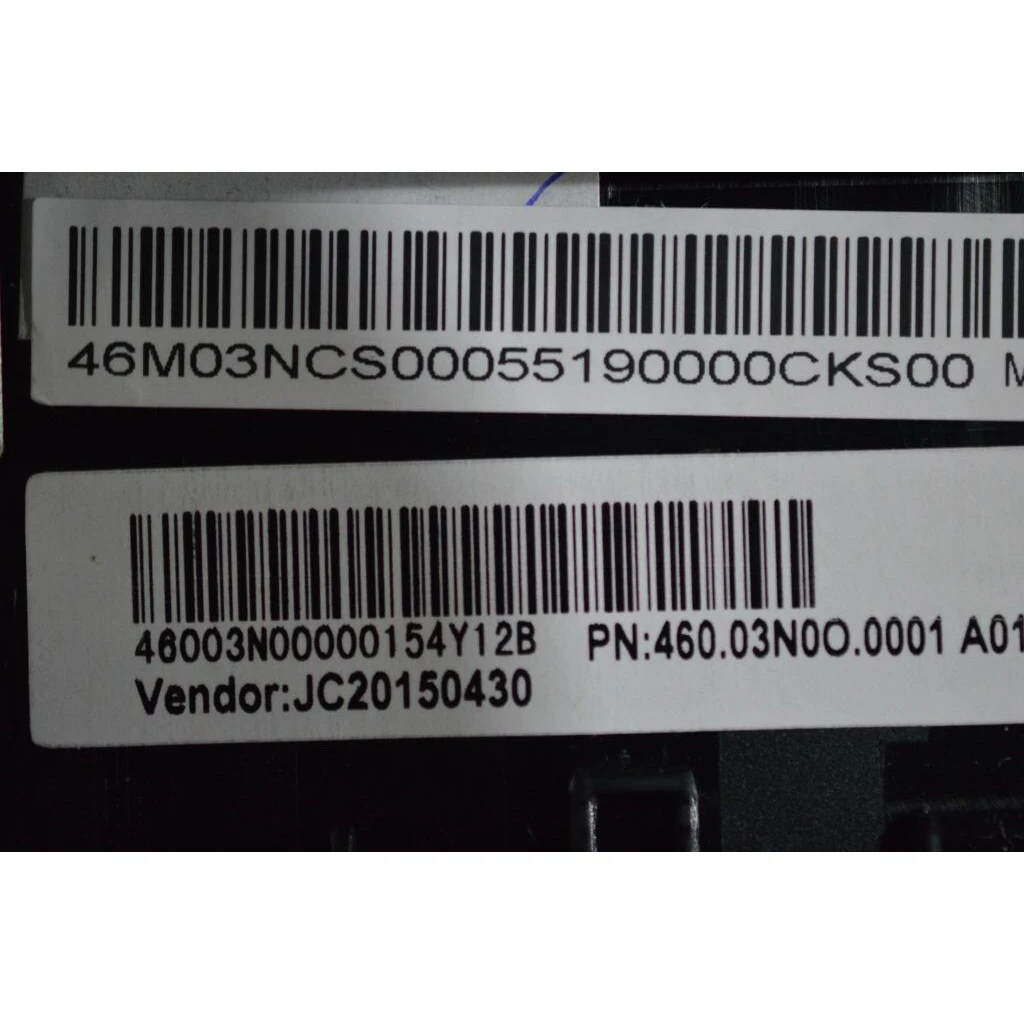 46M03NCS00055190000CKS00 M
46003N00000154Y12B PN:460.03N0O.0001 A01
Vendor:JC20150430